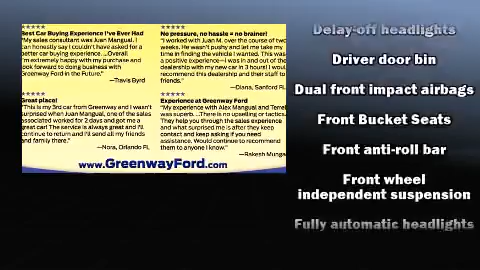 ★★★★★
Best Car Buying Experience I've Ever Had
"My sales consultant was Juan Mangual. I
can honestly say I couldn't have asked for a
better car buying experience. ...Overall
I'm extremely happy with my purchase and
look forward to doing business with
Greenway Ford in the Future."
—Travis Byrd
★★★★★
Great place!
"This is my 3rd car from Greenway and I wasn't
surprised when Juan Mangual, one of the sales
associated worked for 2 days and got me a
great car! The service is always great and I'll
continue to return and I'll send all my friends
and family there."
—Nora, Orlando FL
★★★★★
No pressure, no hassle = no brainer!
"I worked with Juan M. over the course of two
weeks. He wasn't pushy and let me take my
time in finding the vehicle I wanted. This was
a positive experience—I was in and out of the
dealership with my new car in 3 hours! I would
recommend this dealership and their staff to
friends."
—Diana, Sanford FL
★★★★★
Experience at Greenway Ford
"My experience with Alex Mangual and Terrel
was superb. ...There is no upselling or tactics.
They help you through the sales experience
and what surprised me is after they keep
contact and keep asking if you need
assistance. Would continue to recommend
them to anyone I know."
—Rakesh Munga
www.GreenwayFord.com
Delay-off headlights
Driver door bin
Dual front impact airbags
Front Bucket Seats
Front anti-roll bar
Front wheel
independent suspension
Fully automatic headlights